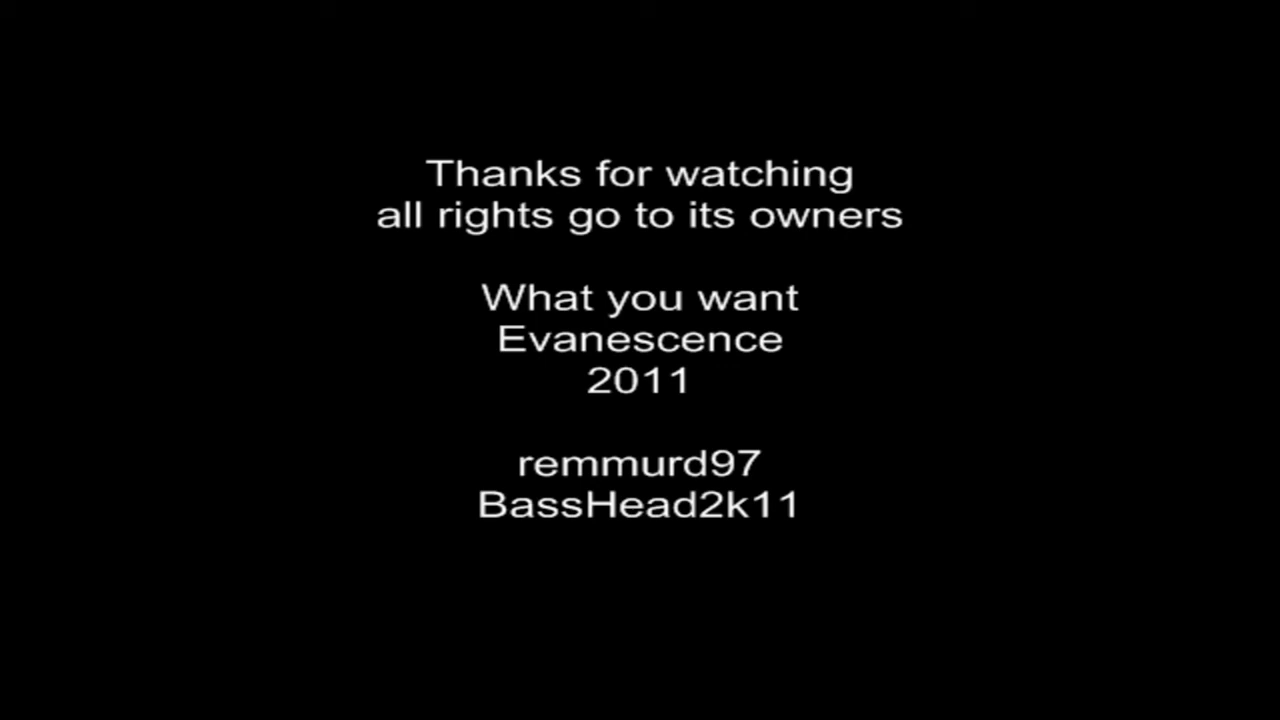 Thanks for watching
all rights go to its owners
What you want
Evanescence
2011
remmurd97
BassHead2k11